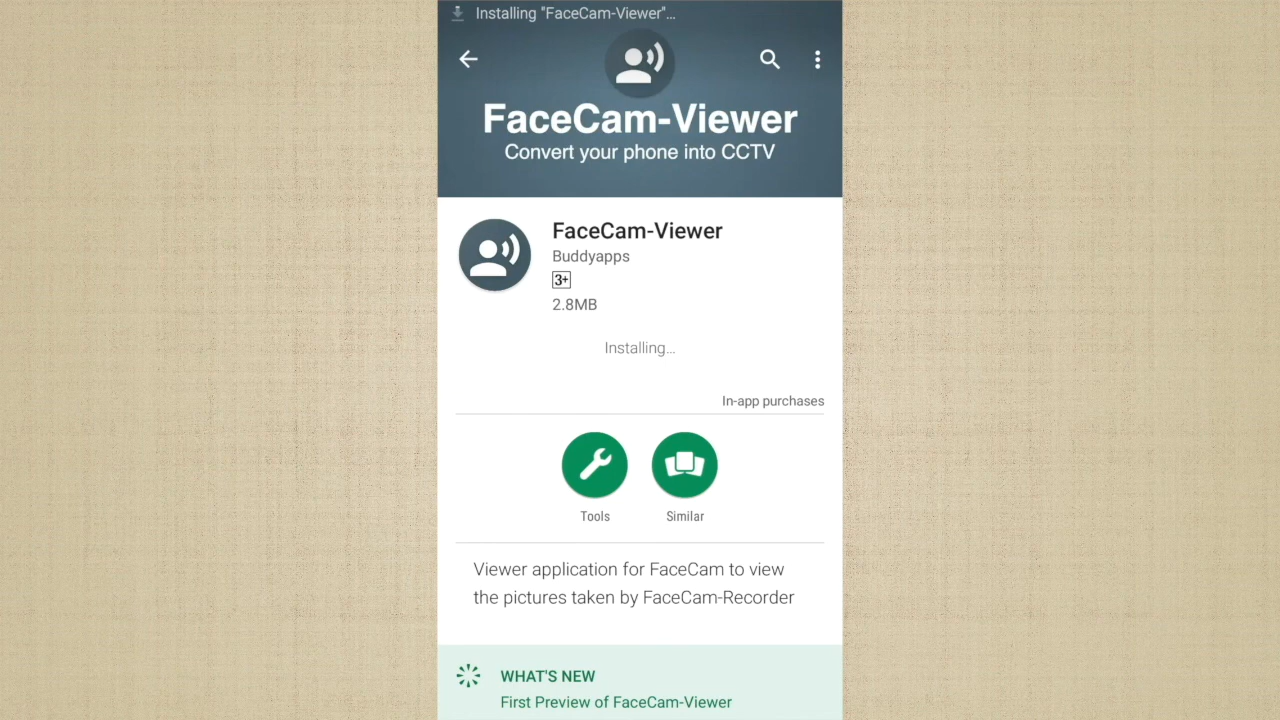 Installing "FaceCam-Viewer"...
FaceCam-Viewer
Convert your phone into CCTV
FaceCam-Viewer
Buddyapps
3+
2.8MB
Installing...
In-app purchases
Tools
Similar
Viewer application for FaceCam to view
the pictures taken by FaceCam-Recorder
WHAT'S NEW
First Preview of FaceCam-Viewer